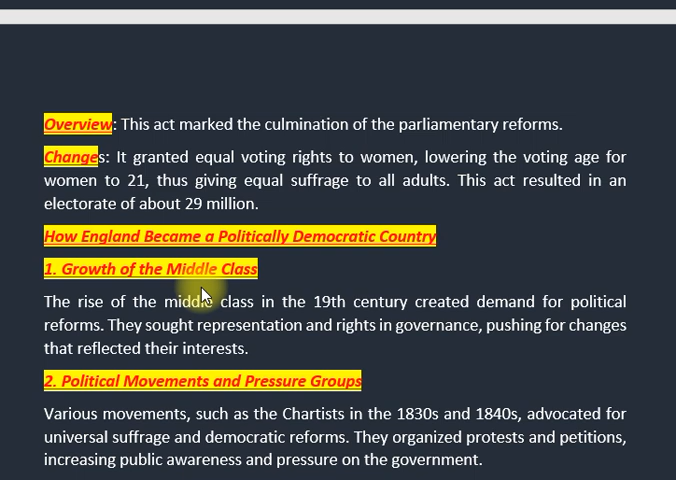 Overview: This act marked the culmination of the parliamentary reforms.
Changes: It granted equal voting rights to women, lowering the voting age for
women to 21, thus giving equal suffrage to all adults. This act resulted in an
electorate of about 29 million.
How England Became a Politically Democratic Country
1. Growth of the Middle Class
The rise of the middle class in the 19th century created demand for political
reforms. They sought representation and rights in governance, pushing for changes
that reflected their interests.
2. Political Movements and Pressure Groups
Various movements, such as the Chartists in the 1830s and 1840s, advocated for
universal suffrage and democratic reforms. They organized protests and petitions,
increasing public awareness and pressure on the government.